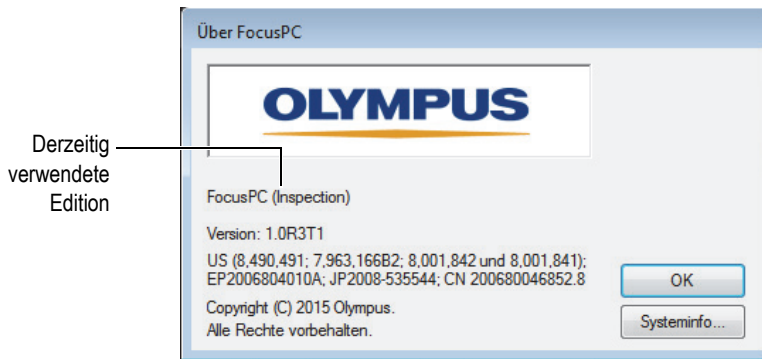 Über FocusPC
OLYMPUS
Derzeitig
verwendete
Edition
FocusPC (Inspection)
Version: 1.0R3T1
US (8,490,491; 7,963,166B2; 8,001,842 und 8,001,841);
EP2006804010A; JP2008-535544; CN 200680046852.8
OK
Copyright (C) 2015 Olympus.
Alle Rechte vorbehalten.
Systeminfo...